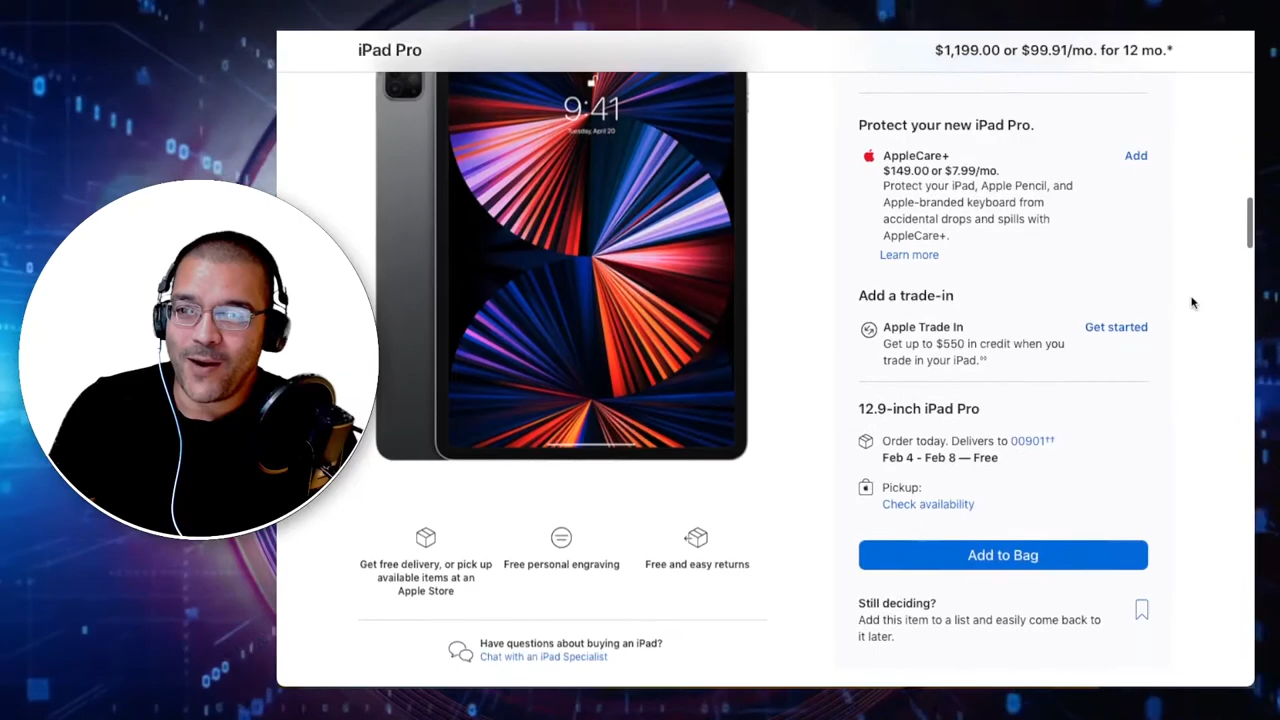 iPad Pro
$1,199.00 or $99.91/mo. for 12 mo.*
9:41
Tuesday, April 20
Protect your new iPad Pro.
AppleCare+
Add
$149.00 or $7.99/mo.
Protect your iPad, Apple Pencil, and
Apple-branded keyboard from
accidental drops and spills with
AppleCare+.
Learn more
Add a trade-in
Apple Trade In
Get started
Get up to $550 in credit when you
trade in your iPad.
12.9-inch iPad Pro
Order today. Delivers to 00901††
Feb 4 - Feb 8 — Free
Pickup:
Check availability
Add to Bag
Still deciding?
Add this item to a list and easily come back to
it later.
Get free delivery, or pick up
available items at an
Apple Store
Free personal engraving
Free and easy returns
Have questions about buying an iPad?
Chat with an iPad Specialist